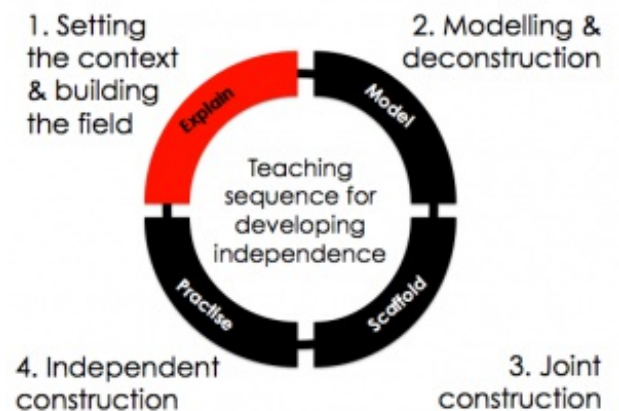 1. Setting
the context
& building
the field
2. Modelling &
deconstruction
Explain
Model
Teaching
sequence for
developing
independence
Practise
Scaffold
4. Independent
construction
3. Joint
construction